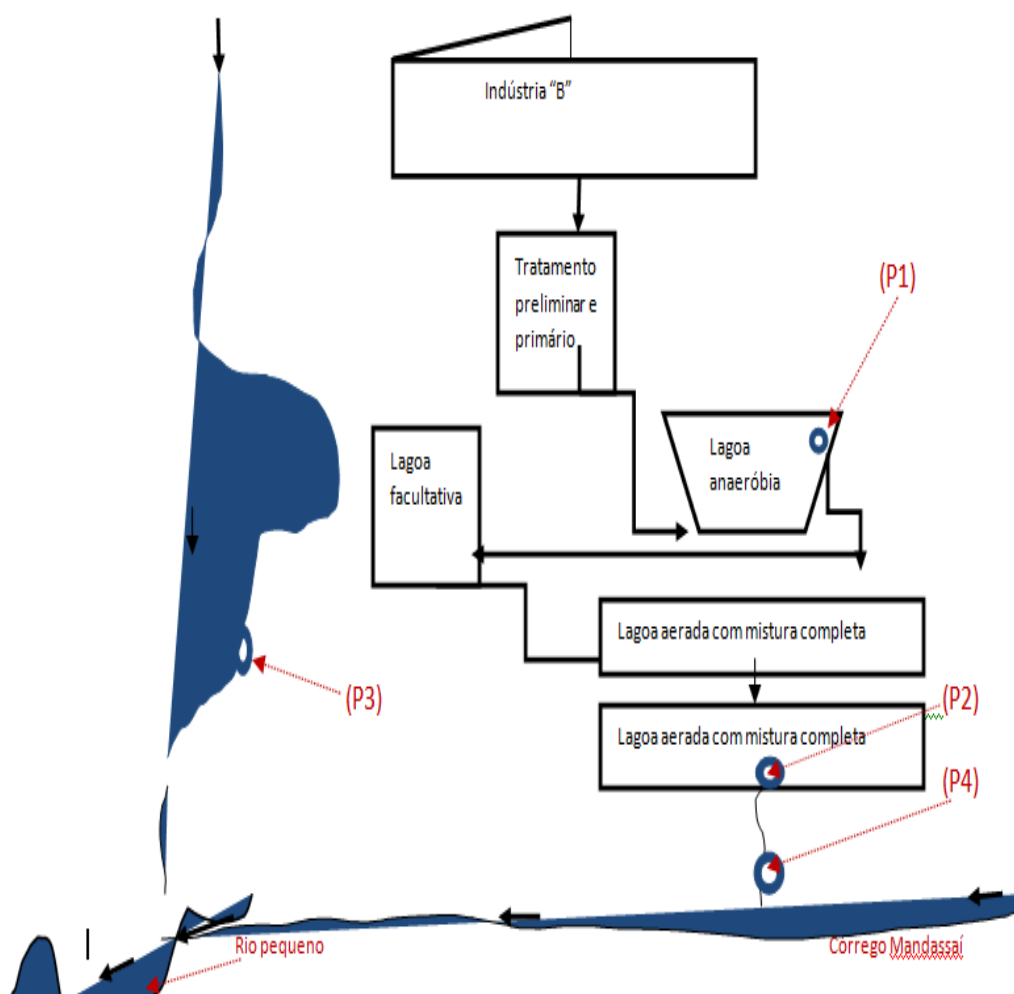 Indústria "B"
Tratamento
preliminar e
primário
(P1)
Lagoa
anaeróbia
Lagoa
facultativa
Lagoa aerada com mistura completa
(P3)
Lagoa aerada com mistura completa
(P2)
(P4)
Rio pequeno
Córrego Mandassaí